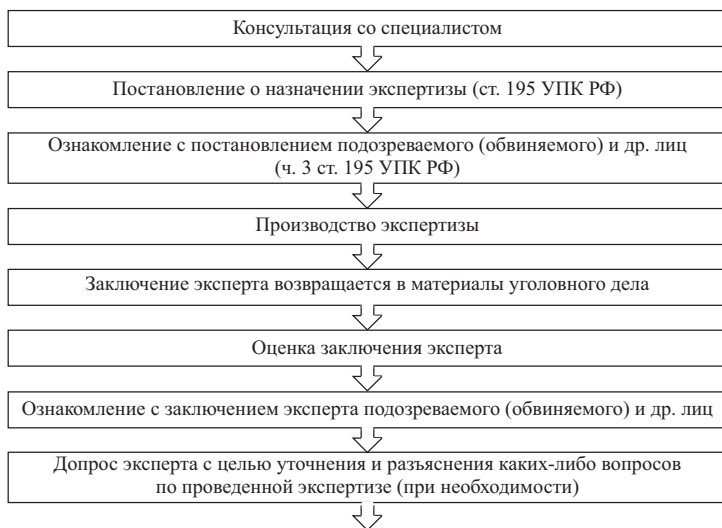 Консультация со специалистом
Постановление о назначении экспертизы (ст. 195 УПК РФ)
Ознакомление с постановлением подозреваемого (обвиняемого) и др. лиц
(ч. 3 ст. 195 УПК РФ)
Производство экспертизы
Заключение эксперта возвращается в материалы уголовного дела
Оценка заключения эксперта
Ознакомление с заключением эксперта подозреваемого (обвиняемого) и др. лиц
Допрос эксперта с целью уточнения и разъяснения каких-либо вопросов
по проведенной экспертизе (при необходимости)